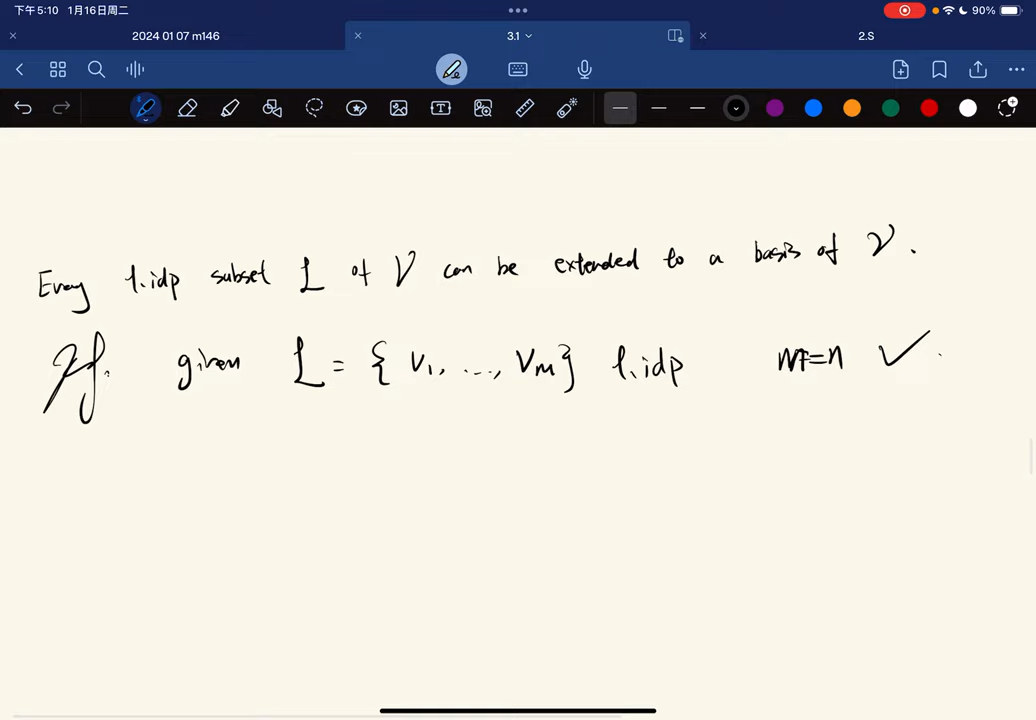 下午5:10 1月16日周二
90%
2024 01 07 m146
3.1
2.S
Every l.idp subset L of V can be extended to a basis of V.
Pf. given L = { v₁, ..., vₘ } l.idp m=n ✓.